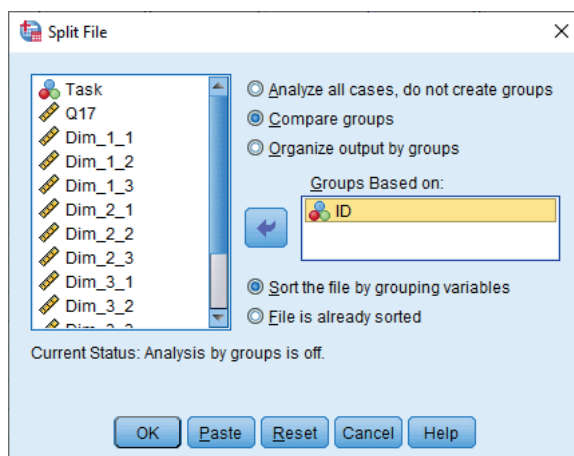 Split File
Task
Q17
Dim_1_1
Dim_1_2
Dim_1_3
Dim_2_1
Dim_2_2
Dim_2_3
Dim_3_1
Dim_3_2
Analyze all cases, do not create groups
Compare groups
Organize output by groups
Groups Based on:
ID
Sort the file by grouping variables
File is already sorted
Current Status: Analysis by groups is off.
OK Paste Reset Cancel Help